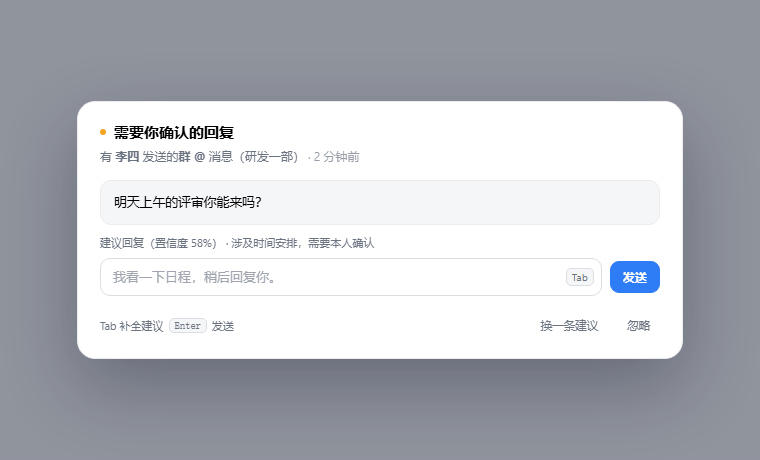 需要你确认的回复
有 李四 发送的群 @ 消息（研发一部） · 2 分钟前
明天上午的评审你能来吗?
建议回复（置信度 58%） · 涉及时间安排，需要本人确认
我看一下日程，稍后回复你。 Tab 发送
Tab 补全建议 Enter 发送 换一条建议 忽略